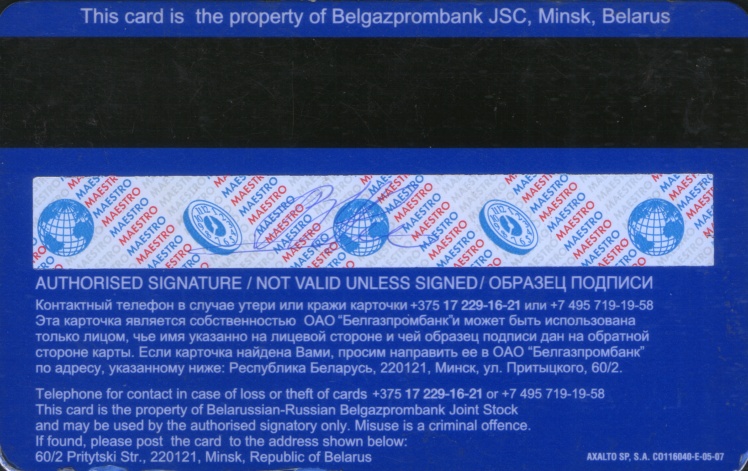 This card is the property of Belgazprombank JSC, Minsk, Belarus
MAESTRO MAESTRO MAESTRO MAESTRO MAESTRO
AUTHORISED SIGNATURE / NOT VALID UNLESS SIGNED/ ОБРАЗЕЦ ПОДПИСИ
Контактный телефон в случае утери или кражи карточки +375 17 229-16-21 или +7 495 719-19-58
Эта карточка является собственностью ОАО "Белгазпромбанк"и может быть использована
только лицом, чье имя указанно на лицевой стороне и чей образец подписи дан на обратной
стороне карты. Если карточка найдена Вами, просим направить ее в ОАО "Белгазпромбанк"
по адресу, указанному ниже: Республика Беларусь, 220121, Минск, ул. Притыцкого, 60/2.
Telephone for contact in case of loss or theft of cards +375 17 229-16-21 or +7 495 719-19-58
This card is the property of Belarussian-Russian Belgazprombank Joint Stock
and may be used by the authorised signatory only. Misuse is a criminal offence.
If found, please post the card to the address shown below:
60/2 Pritytski Str., 220121, Minsk, Republic of Belarus
AXALTO SP, S.A. C0116040-E-05-07